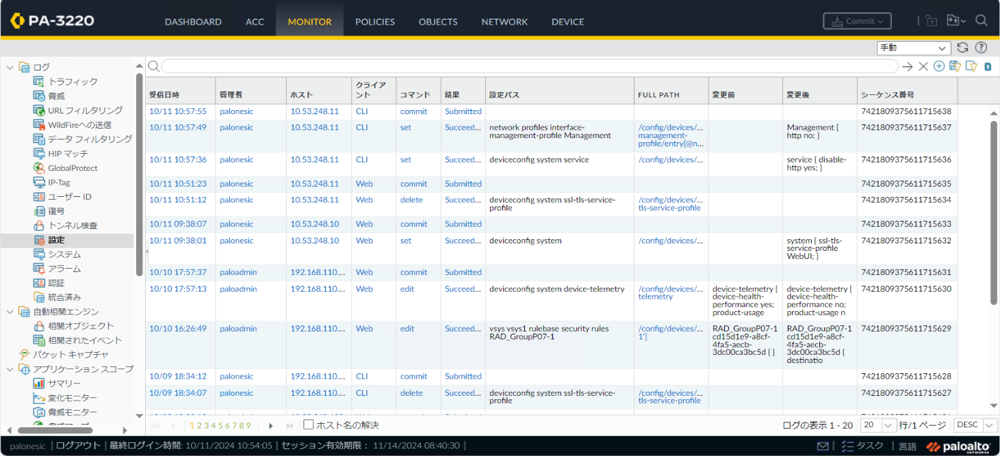 PA-3220
DASHBOARD ACC MONITOR POLICIES OBJECTS NETWORK DEVICE Commit
手動
ログ
トラフィック
脅威
URL フィルタリング
WildFireへの送信
データ フィルタリング
HIP マッチ
GlobalProtect
IP-Tag
ユーザー ID
復号
トンネル検査
設定
システム
アラーム
認証
統合済み
自動相関エンジン
相関オブジェクト
相関されたイベント
パケット キャプチャ
アプリケーション スコープ
サマリー
変化モニター
脅威モニター
受信日時 管理者 ホスト クライアント コマンド 結果 設定パス FULL PATH 変更前 変更後 シーケンス番号
10/11 10:57:55 palonesic 10.53.248.11 CLI commit Submitted 7421809375611715638
10/11 10:57:49 palonesic 10.53.248.11 CLI set Succeed... network profiles interface- /config/devices/... Management { 7421809375611715637
management-profile Management management- http no; }
profile/entry[@n...
10/11 10:57:36 palonesic 10.53.248.11 CLI set Succeed... deviceconfig system service /config/devices/... service { disable- 7421809375611715636
http yes; }
10/11 10:51:23 palonesic 10.53.248.11 Web commit Submitted 7421809375611715635
10/11 10:51:12 palonesic 10.53.248.11 Web delete Succeed... deviceconfig system ssl-tls-service- /config/devices/... 7421809375611715634
profile tls-service-profile
10/11 09:38:07 palonesic 10.53.248.10 Web commit Submitted 7421809375611715633
10/11 09:38:01 palonesic 10.53.248.10 Web set Succeed... deviceconfig system /config/devices/... system { ssl-tls- 7421809375611715632
service-profile
WebUI; }
10/10 17:57:37 paloadmin 192.168.110.... Web commit Submitted 7421809375611715631
10/10 17:57:13 paloadmin 192.168.110.... Web edit Succeed... deviceconfig system device-telemetry /config/devices/... device-telemetry { device-telemetry { 7421809375611715630
telemetry device-health- device-health-
performance yes; performance no;
product-usage product-usage n
10/10 16:26:49 paloadmin 192.168.110.... Web edit Succeed... vsys vsys1 rulebase security rules /config/devices/... RAD_GroupP07-1 RAD_GroupP07-1 7421809375611715629
RAD_GroupP07-1 1'] cd15d1e9-a8cf- cd15d1e9-a8cf-
4fa5-aecb- 4fa5-aecb-
3dc00ca3bc5d { } 3dc00ca3bc5d {
destinatio
10/09 18:34:12 palonesic 192.168.110.... CLI commit Submitted 7421809375611715628
10/09 18:34:07 palonesic 192.168.110.... CLI delete Succeed... deviceconfig system ssl-tls-service- /config/devices/... 7421809375611715627
profile tls-service-profile
1 2 3 4 5 6 7 8 9 ホスト名の解決 ログの表示 1 - 20 20 行/1 ページ DESC
palonesic | ログアウト | 最終ログイン時間: 10/11/2024 10:54:05 | セッション有効期限： 11/14/2024 08:40:30 | タスク | 言語 paloalto NETWORKS